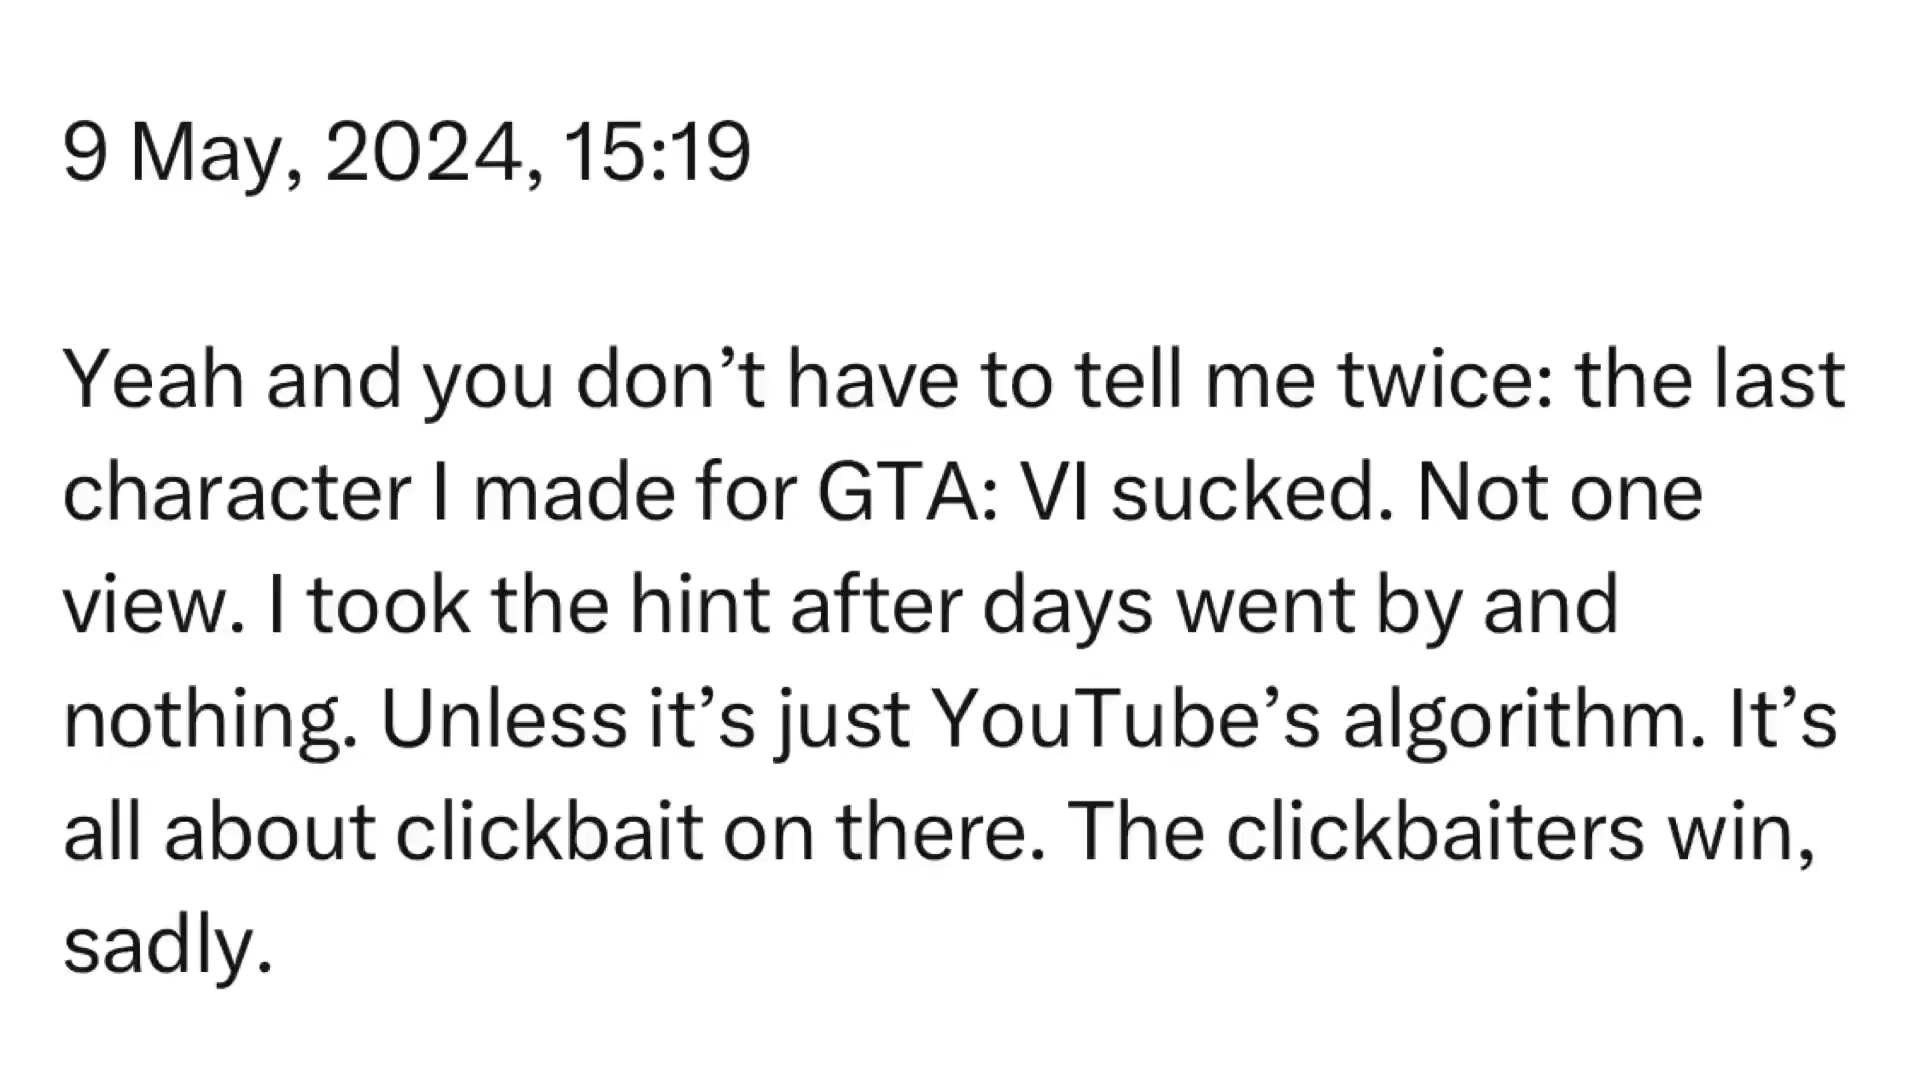 9 May, 2024, 15:19
Yeah and you don’t have to tell me twice: the last
character I made for GTA: VI sucked. Not one
view. I took the hint after days went by and
nothing. Unless it’s just YouTube’s algorithm. It’s
all about clickbait on there. The clickbaiters win,
sadly.